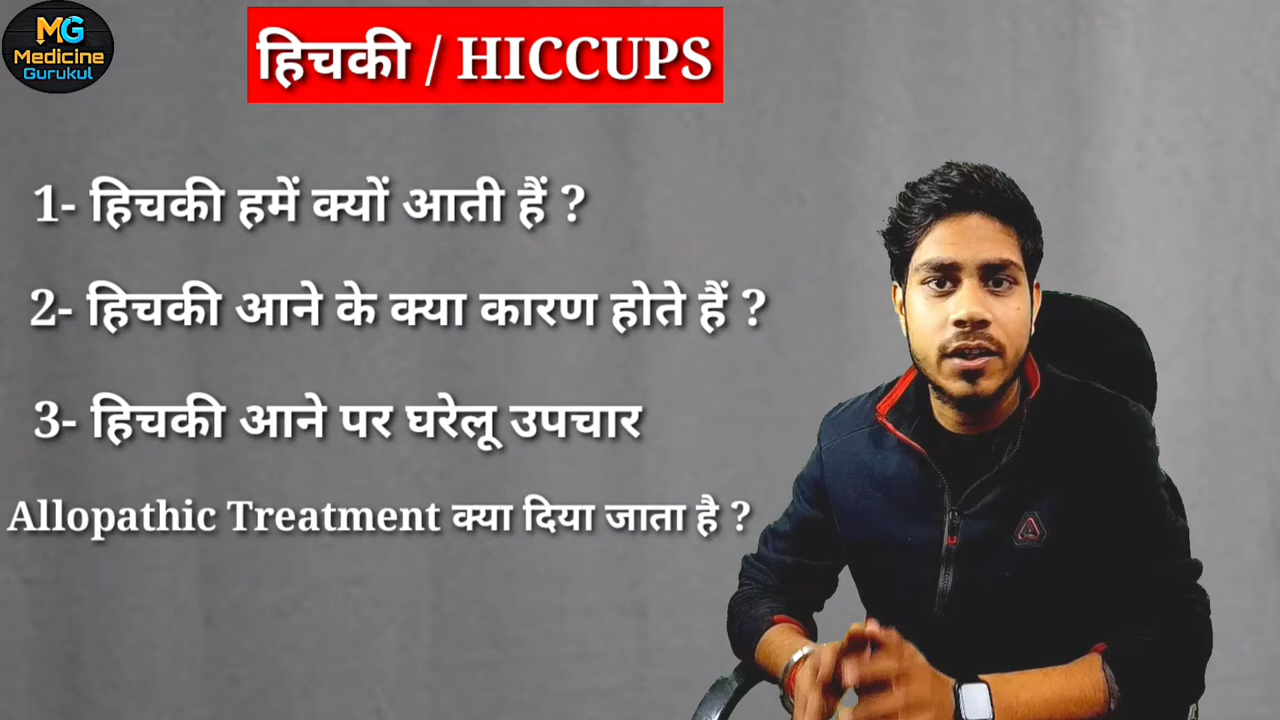 MG
Medicine
Gurukul
हिचकी / HICCUPS
1- हिचकी हमें क्यों आती हैं ?
2- हिचकी आने के क्या कारण होते हैं ?
3- हिचकी आने पर घरेलू उपचार
Allopathic Treatment क्या दिया जाता है ?